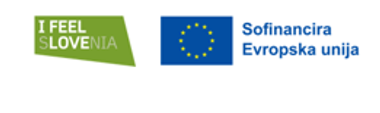 I FEEL
SLOVENIA
Sofinancira
Evropska unija